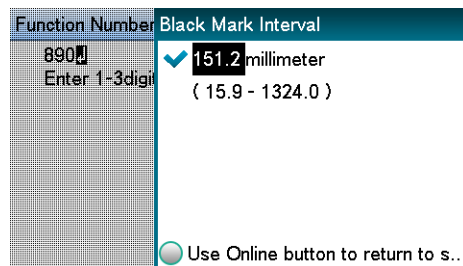 Function Number
890
Enter 1-3digi
Black Mark Interval
151.2 millimeter
( 15.9 - 1324.0 )
Use Online button to return to s..